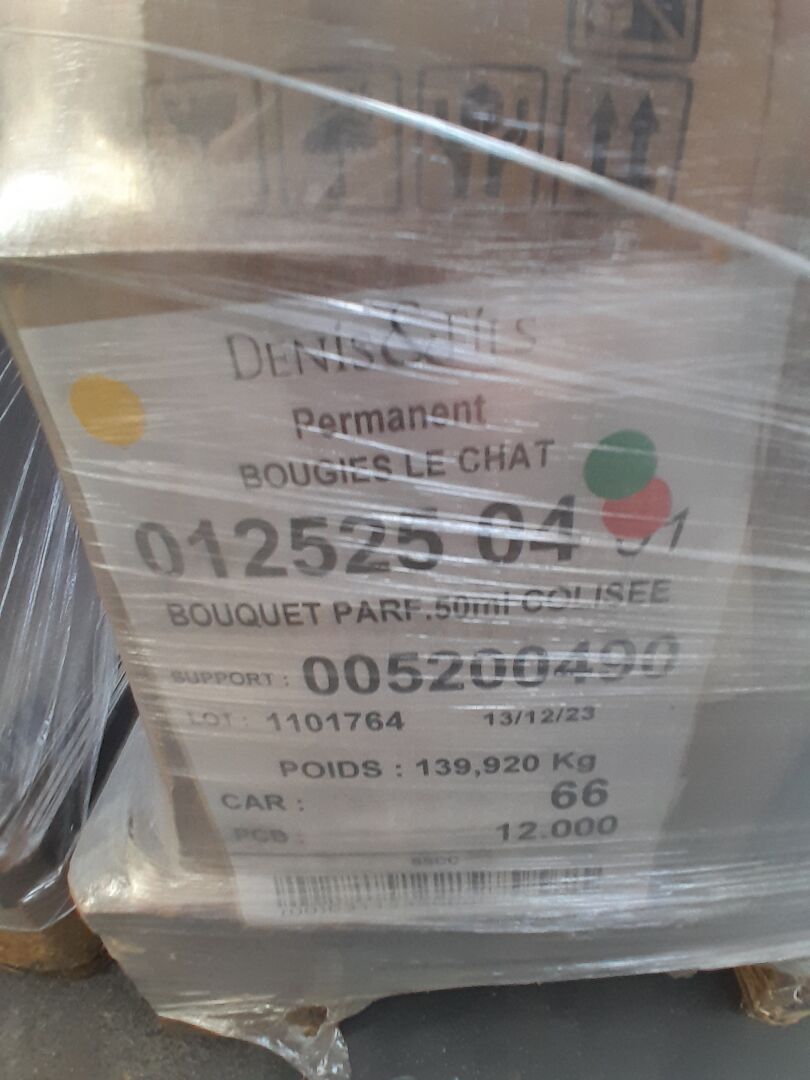 DENIS & FILS
Permanent
BOUGIES LE CHAT
012525 04
BOUQUET PARF.50ml COLISEE
SUPPORT : 005200490
LOT : 1101764 13/12/23
POIDS : 139,920 Kg
CAR : 66
PCB : 12.000
SSCC